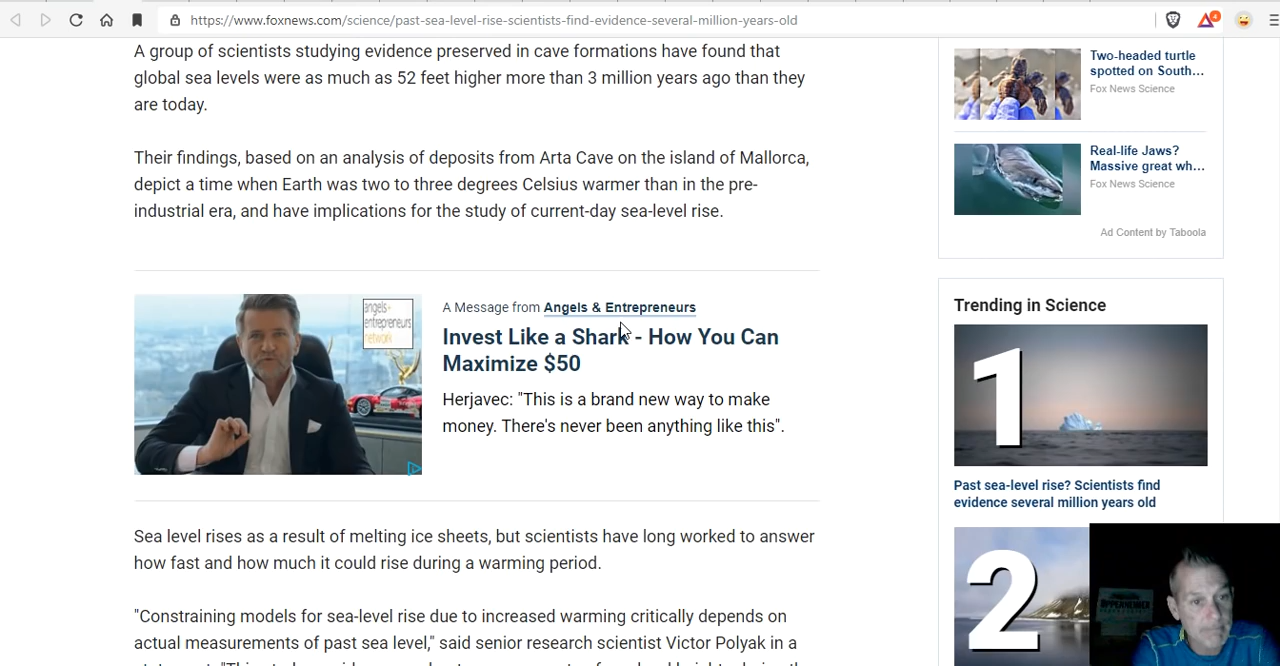 https://www.foxnews.com/science/past-sea-level-rise-scientists-find-evidence-several-million-years-old
4
A group of scientists studying evidence preserved in cave formations have found that
global sea levels were as much as 52 feet higher more than 3 million years ago than they
are today.
Their findings, based on an analysis of deposits from Arta Cave on the island of Mallorca,
depict a time when Earth was two to three degrees Celsius warmer than in the pre-
industrial era, and have implications for the study of current-day sea-level rise.
angels+
entrepreneurs
network
A Message from Angels & Entrepreneurs
Invest Like a Shark - How You Can
Maximize $50
Herjavec: "This is a brand new way to make
money. There's never been anything like this".
Sea level rises as a result of melting ice sheets, but scientists have long worked to answer
how fast and how much it could rise during a warming period.
"Constraining models for sea-level rise due to increased warming critically depends on
actual measurements of past sea level," said senior research scientist Victor Polyak in a
Two-headed turtle
spotted on South...
Fox News Science
Real-life Jaws?
Massive great wh...
Fox News Science
Ad Content by Taboola
Trending in Science
1
Past sea-level rise? Scientists find
evidence several million years old
2